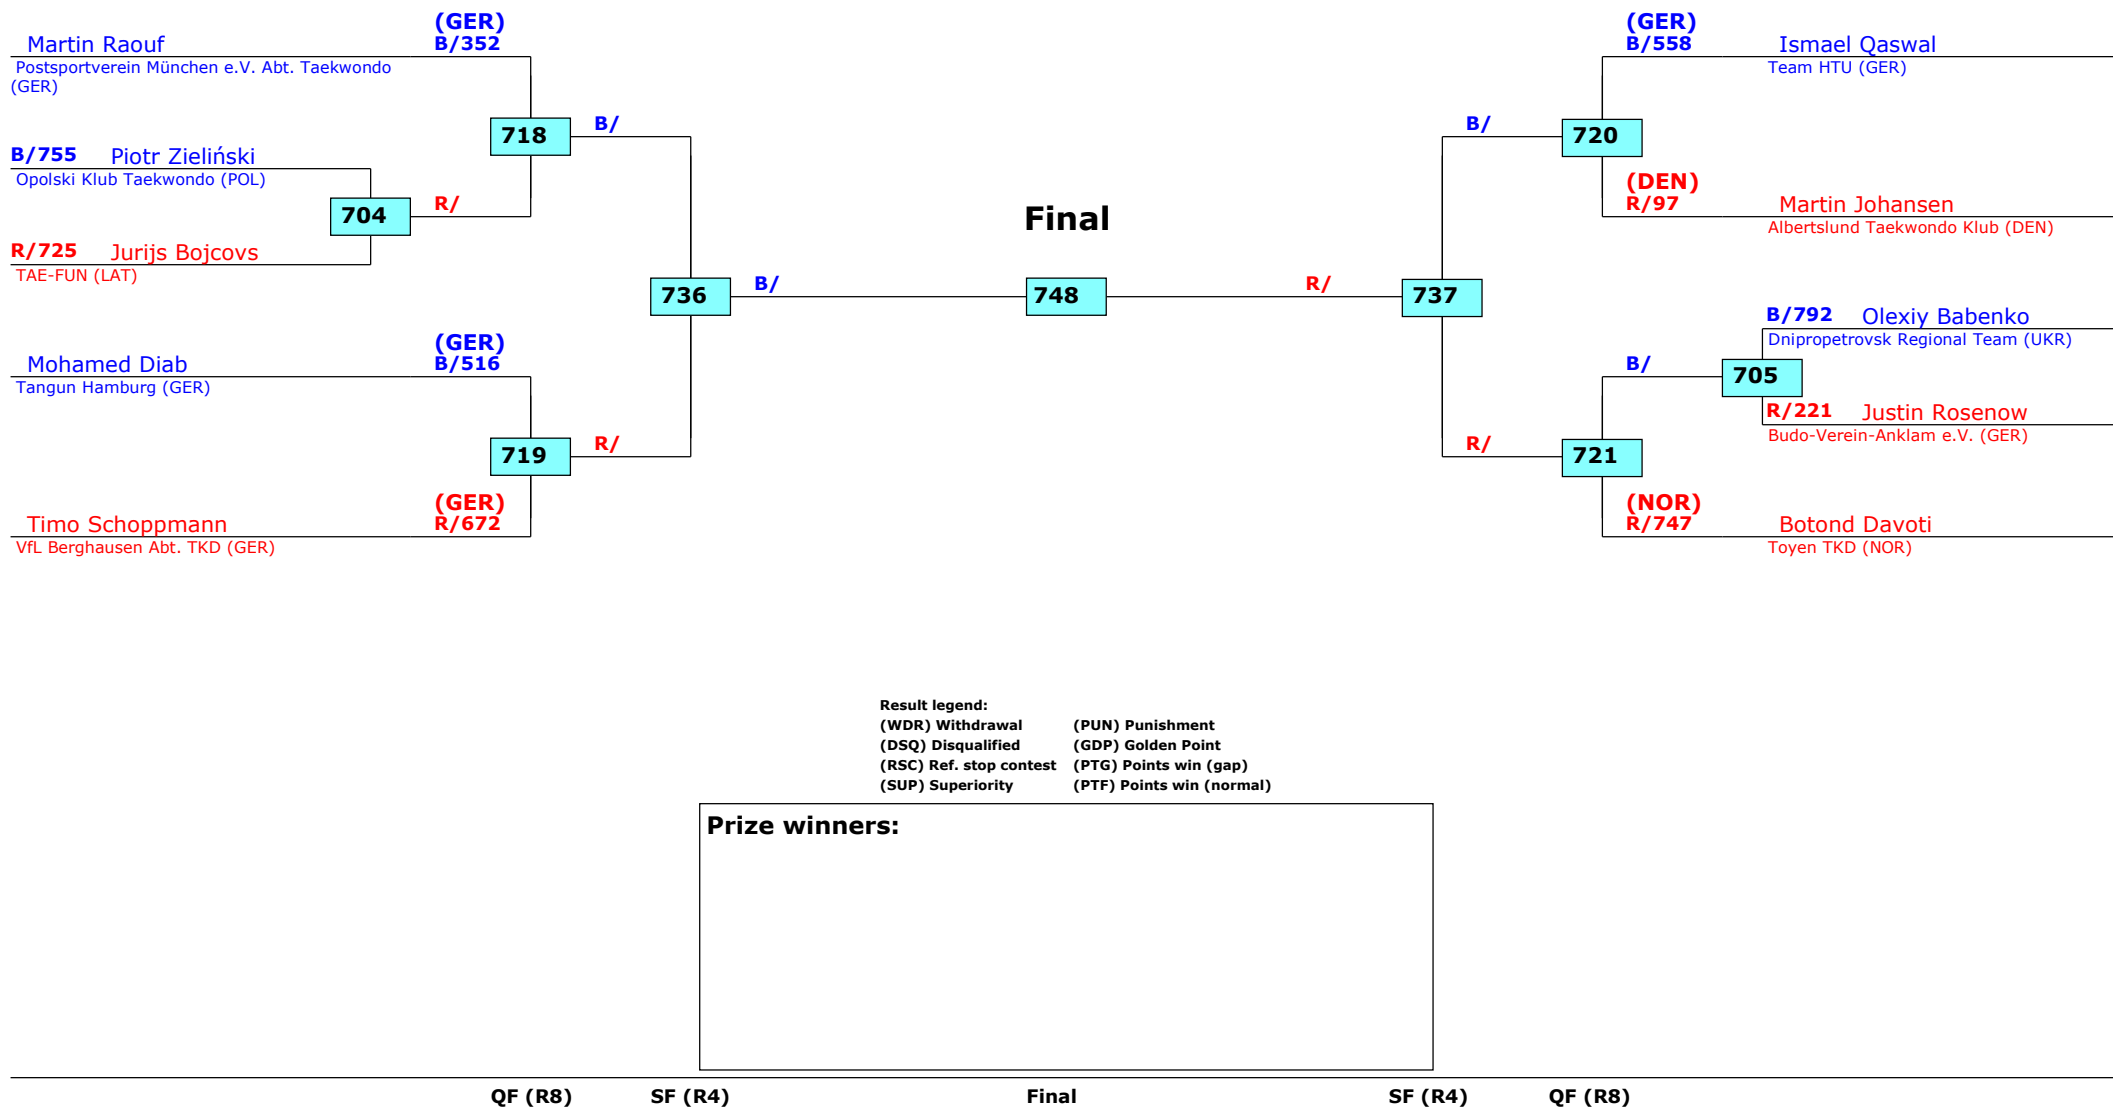 (GER)
Martin Raouf B/352
Postsportverein München e.V. Abt. Taekwondo
(GER)
718
B/
B/755 Piotr Zieliński
Opolski Klub Taekwondo (POL)
704
R/
R/725 Jurijs Bojcovs
TAE-FUN (LAT)
736
B/
(GER)
Mohamed Diab B/516
Tangun Hamburg (GER)
719
R/
(GER)
Timo Schoppmann R/672
VfL Berghausen Abt. TKD (GER)
Final
748
(GER)
B/558 Ismael Qaswal
Team HTU (GER)
B/
720
(DEN)
R/97 Martin Johansen
Albertslund Taekwondo Klub (DEN)
R/
737
B/792 Olexiy Babenko
Dnipropetrovsk Regional Team (UKR)
B/
705
R/221 Justin Rosenow
Budo-Verein-Anklam e.V. (GER)
R/
721
(NOR)
R/747 Botond Davoti
Toyen TKD (NOR)
Result legend:
(WDR) Withdrawal (PUN) Punishment
(DSQ) Disqualified (GDP) Golden Point
(RSC) Ref. stop contest (PTG) Points win (gap)
(SUP) Superiority (PTF) Points win (normal)
Prize winners:
QF (R8) SF (R4) Final SF (R4) QF (R8)